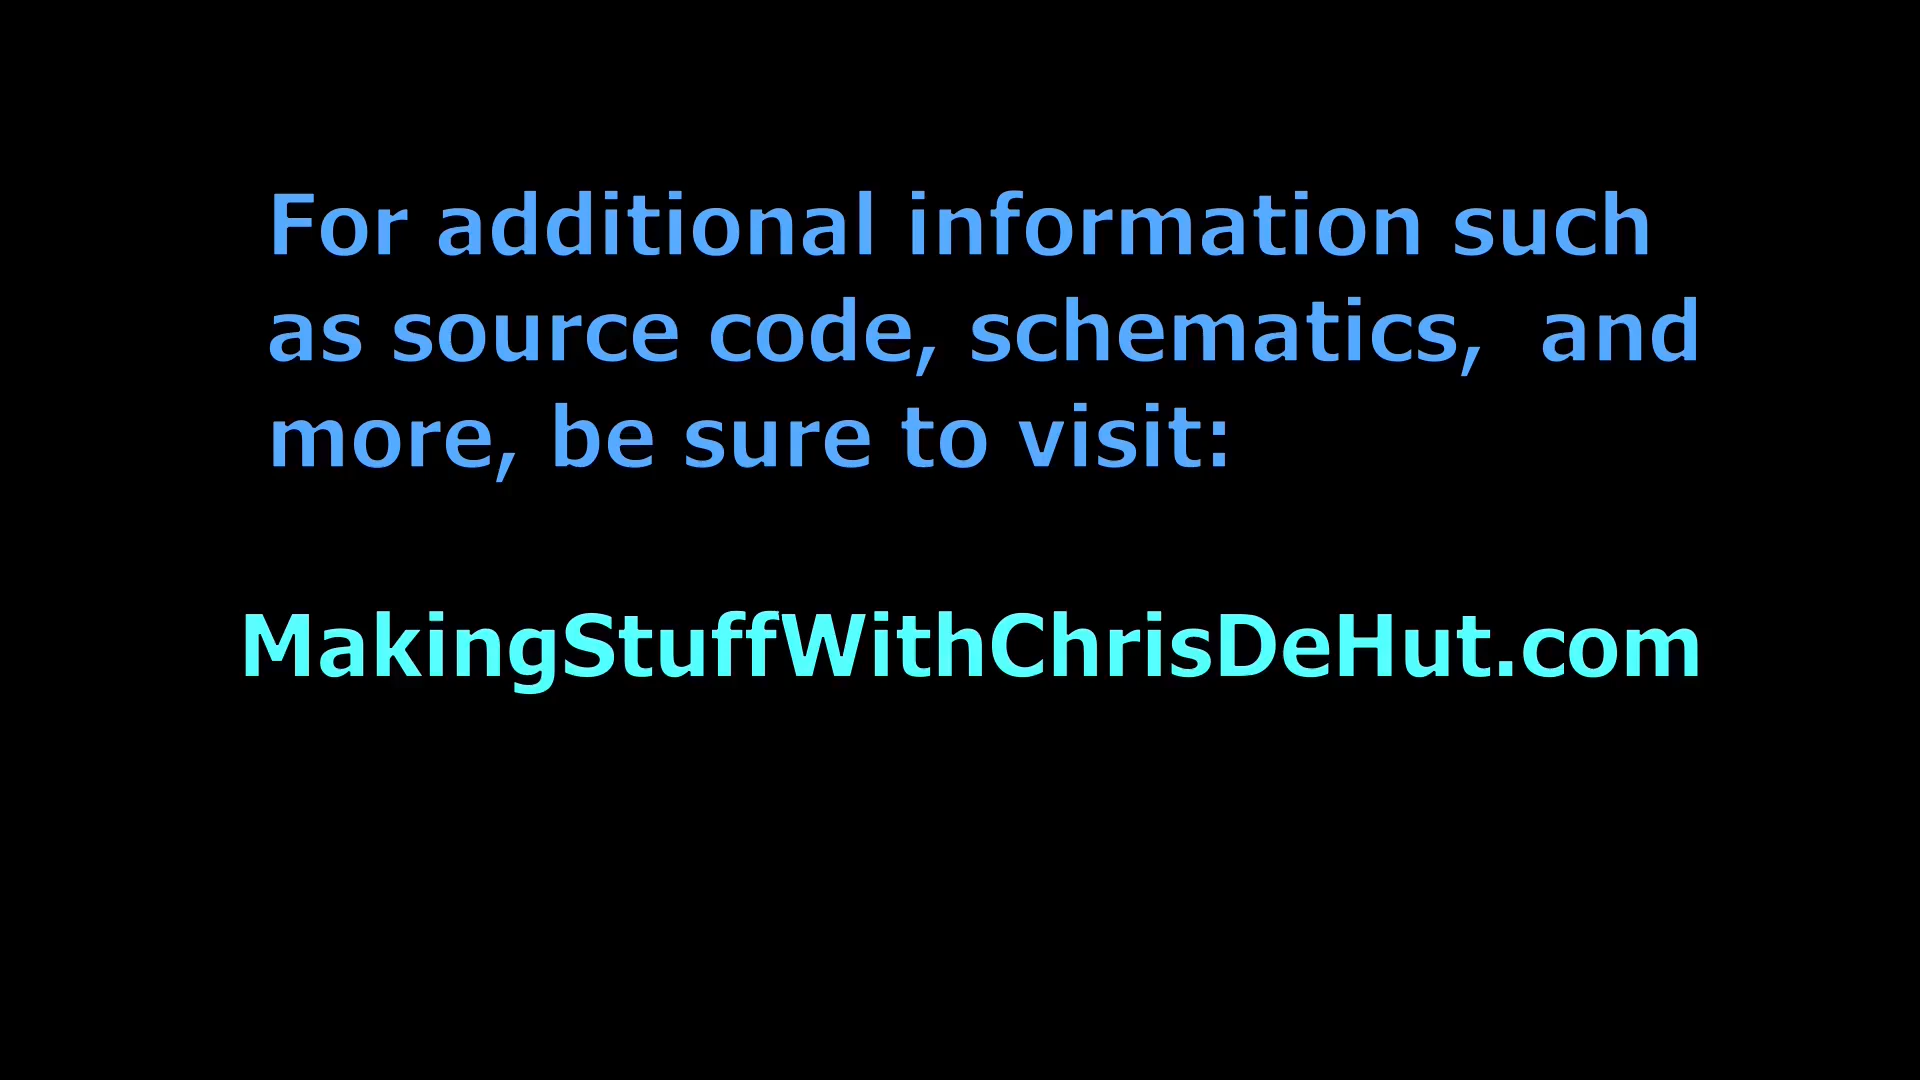 For additional information such
as source code, schematics,  and
more, be sure to visit:
MakingStuffWithChrisDeHut.com